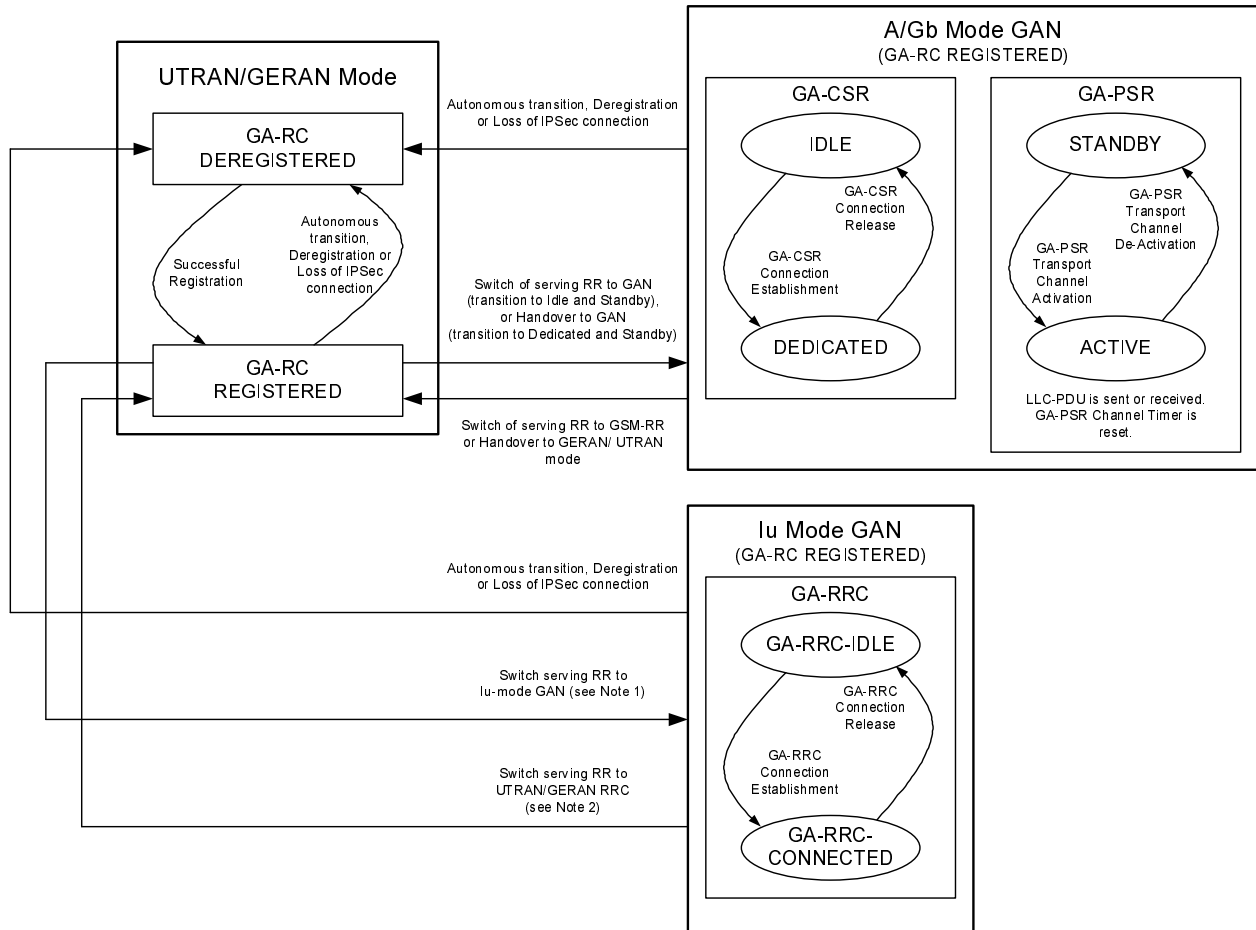 UTRAN/GERAN Mode
GA-RC
DEREGISTERED
Successful
Registration
Autonomous
transition,
Deregistration or
Loss of IPSec
connection
GA-RC
REGISTERED
Autonomous transition, Deregistration
or Loss of IPSec connection
Switch of serving RR to GAN
(transition to Idle and Standby),
or Handover to GAN
(transition to Dedicated and Standby)
Switch of serving RR to GSM-RR
or Handover to GERAN/ UTRAN
mode
A/Gb Mode GAN
(GA-RC REGISTERED)
GA-CSR
IDLE
GA-CSR
Connection
Release
GA-CSR
Connection
Establishment
DEDICATED
GA-PSR
STANDBY
GA-PSR
Transport
Channel
De-Activation
GA-PSR
Transport
Channel
Activation
ACTIVE
LLC-PDU is sent or received.
GA-PSR Channel Timer is
reset.
Autonomous transition, Deregistration
or Loss of IPSec connection
Switch serving RR to
Iu-mode GAN (see Note 1)
Switch serving RR to
UTRAN/GERAN RRC
(see Note 2)
Iu Mode GAN
(GA-RC REGISTERED)
GA-RRC
GA-RRC-IDLE
GA-RRC
Connection
Release
GA-RRC
Connection
Establishment
GA-RRC-
CONNECTED